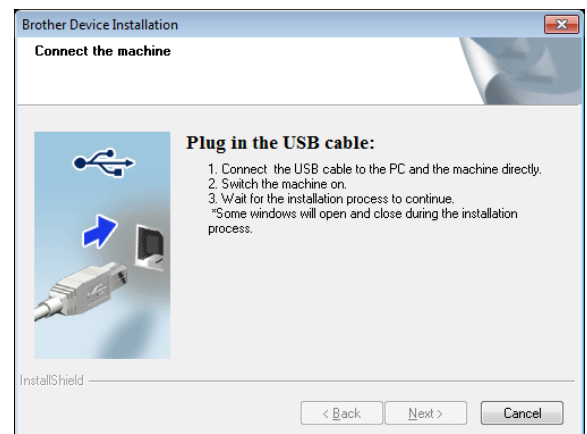 Brother Device Installation
Connect the machine
Plug in the USB cable:
1. Connect the USB cable to the PC and the machine directly.
2. Switch the machine on.
3. Wait for the installation process to continue.
*Some windows will open and close during the installation
process.
InstallShield
< Back
Next >
Cancel